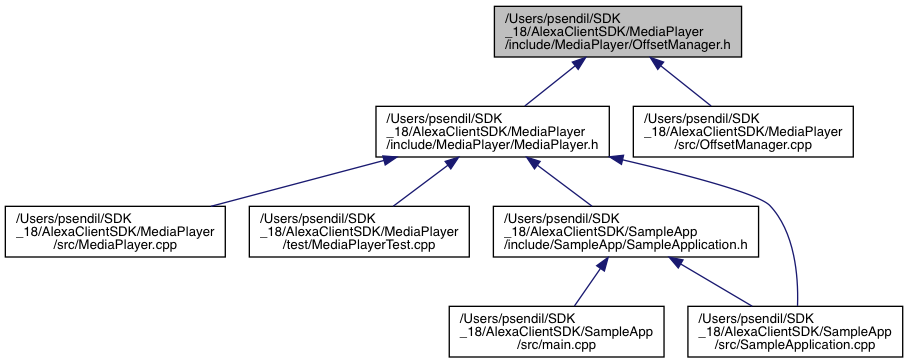 /Users/psendil/SDK
_18/AlexaClientSDK/MediaPlayer
/include/MediaPlayer/OffsetManager.h
/Users/psendil/SDK
_18/AlexaClientSDK/MediaPlayer
/include/MediaPlayer/MediaPlayer.h
/Users/psendil/SDK
_18/AlexaClientSDK/MediaPlayer
/src/OffsetManager.cpp
/Users/psendil/SDK
_18/AlexaClientSDK/MediaPlayer
/src/MediaPlayer.cpp
/Users/psendil/SDK
_18/AlexaClientSDK/MediaPlayer
/test/MediaPlayerTest.cpp
/Users/psendil/SDK
_18/AlexaClientSDK/SampleApp
/include/SampleApp/SampleApplication.h
/Users/psendil/SDK
_18/AlexaClientSDK/SampleApp
/src/main.cpp
/Users/psendil/SDK
_18/AlexaClientSDK/SampleApp
/src/SampleApplication.cpp